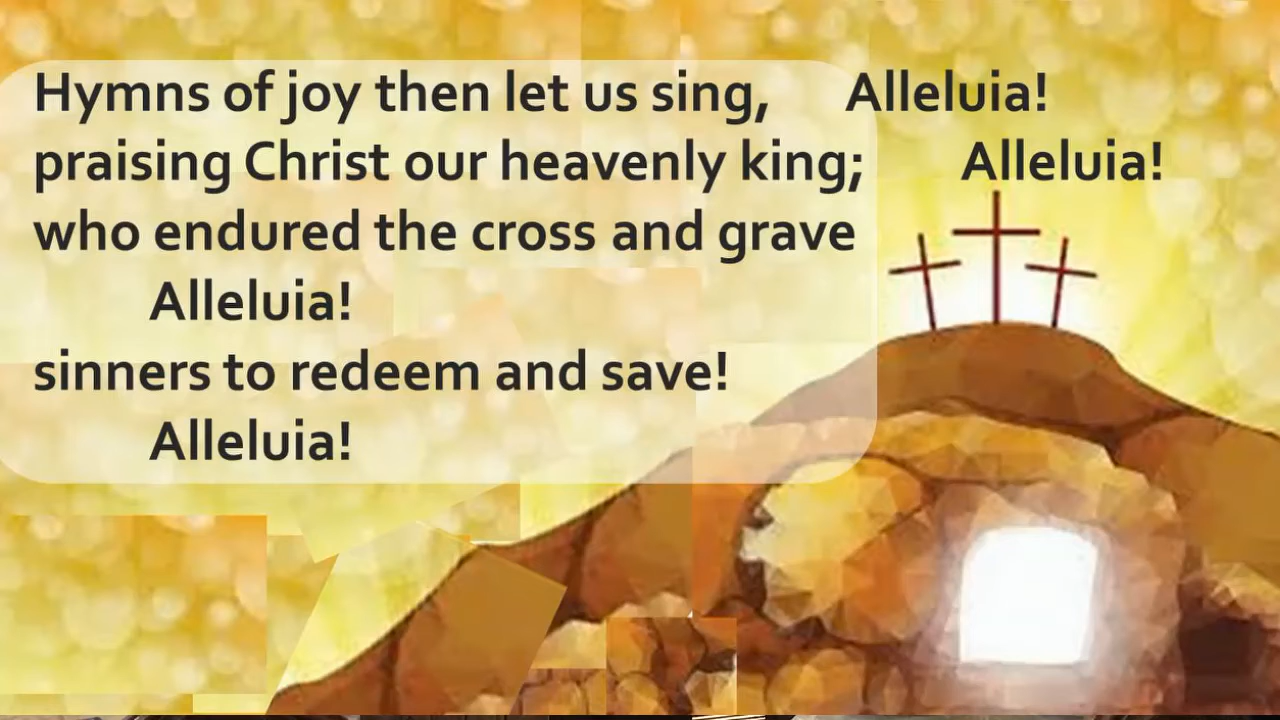 Hymns of joy then let us sing, Alleluia!
praising Christ our heavenly king; Alleluia!
who endured the cross and grave
Alleluia!
sinners to redeem and save!
Alleluia!